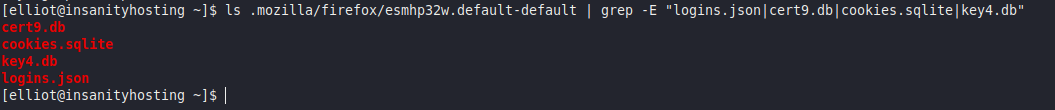 [elliot@insanityhosting ~]$ ls .mozilla/firefox/esmhp32w.default-default | grep -E "logins.json|cert9.db|cookies.sqlite|key4.db"
cert9.db
cookies.sqlite
key4.db
logins.json
[elliot@insanityhosting ~]$